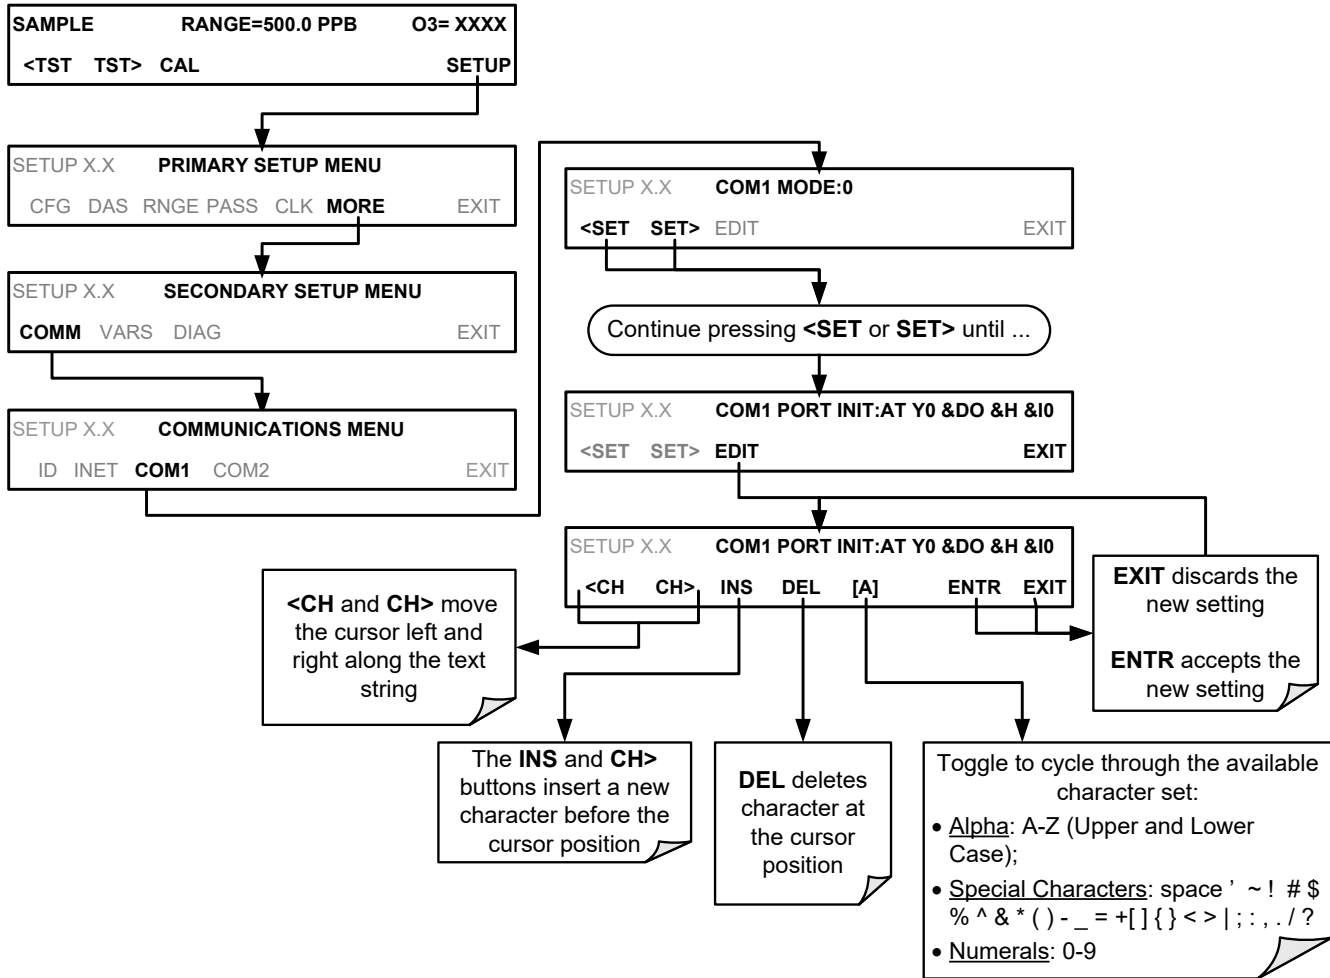 SAMPLE RANGE=500.0 PPB O3= XXXX
<TST TST> CAL SETUP
SETUP X.X PRIMARY SETUP MENU
CFG DAS RNGE PASS CLK MORE EXIT
SETUP X.X SECONDARY SETUP MENU
COMM VARS DIAG EXIT
SETUP X.X COMMUNICATIONS MENU
ID INET COM1 COM2 EXIT
SETUP X.X COM1 MODE:0
<SET SET> EDIT EXIT
Continue pressing <SET or SET> until ...
SETUP X.X COM1 PORT INIT:AT Y0 &DO &H &I0
<SET SET> EDIT EXIT
SETUP X.X COM1 PORT INIT:AT Y0 &DO &H &I0
<CH CH> INS DEL [A] ENTR EXIT
<CH and CH> move
the cursor left and
right along the text
string
The INS and CH>
buttons insert a new
character before the
cursor position
DEL deletes
character at
the cursor
position
EXIT discards the
new setting
ENTR accepts the
new setting
Toggle to cycle through the available
character set:
• Alpha: A-Z (Upper and Lower
Case);
• Special Characters: space ' ~ ! # $
% ^ & * ( ) - _ = +[ ] { } < > | ; : , . / ?
• Numerals: 0-9